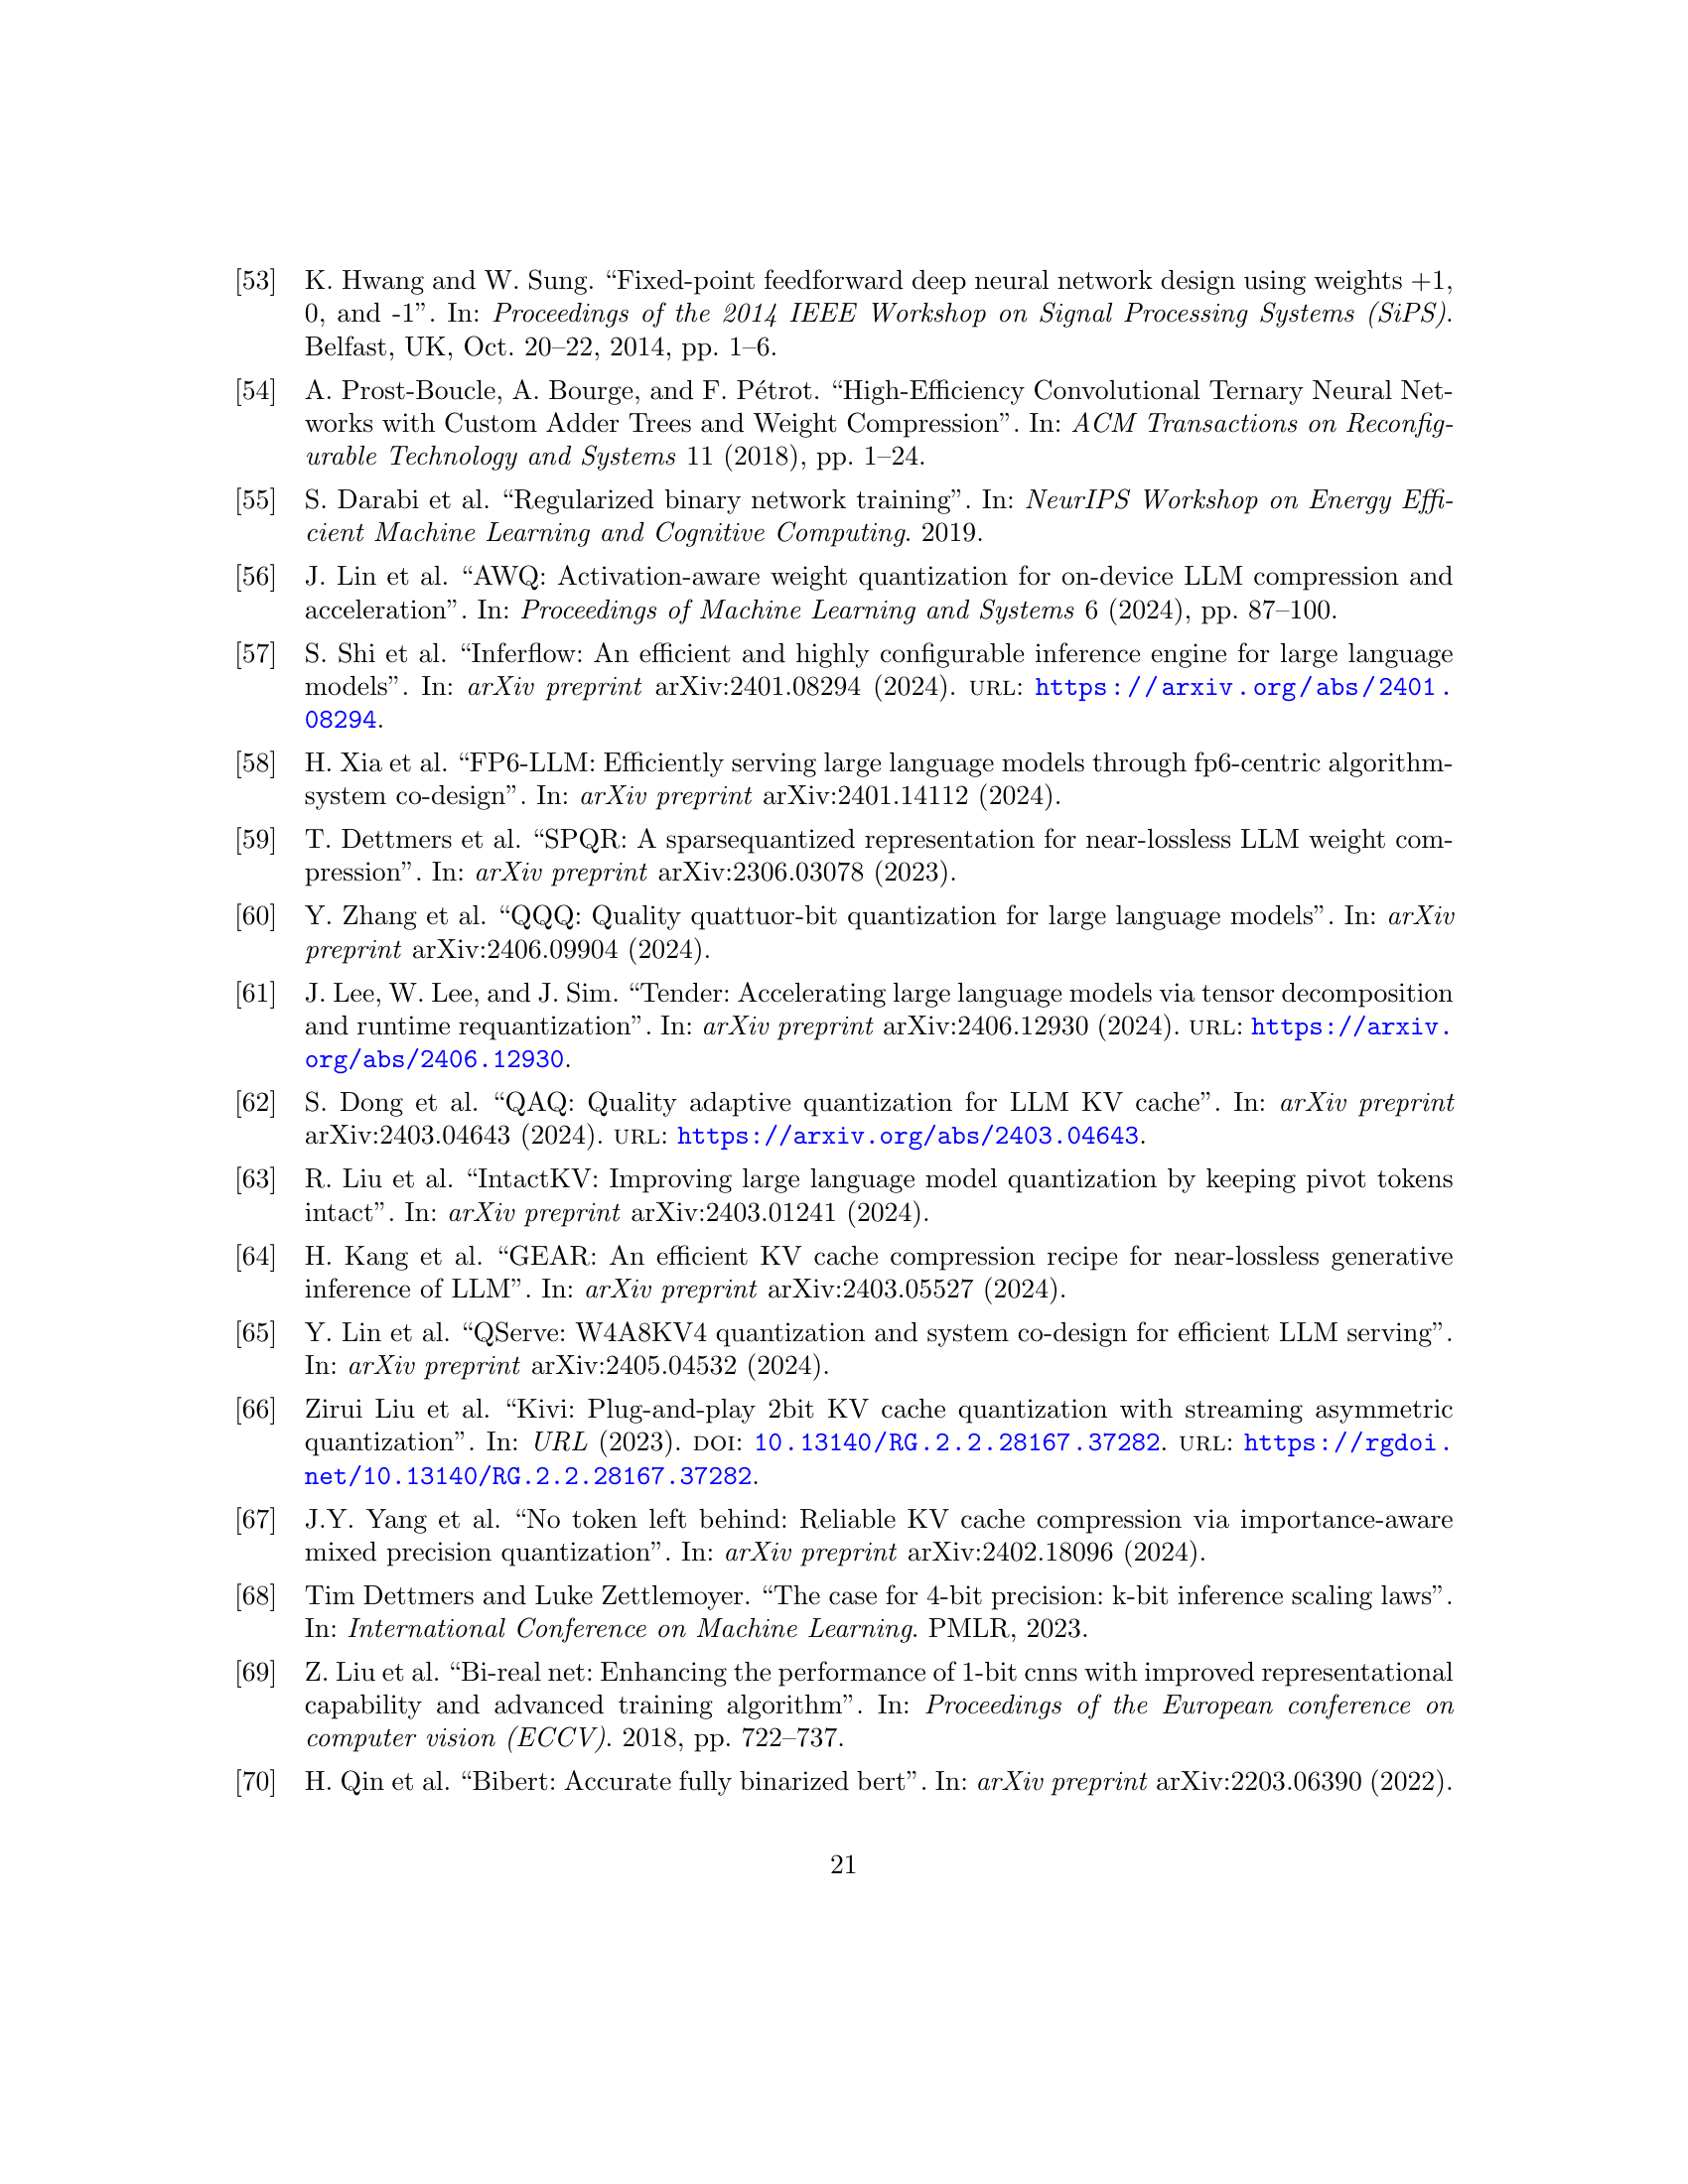 [53] K. Hwang and W. Sung. “Fixed-point feedforward deep neural network design using weights +1,
0, and -1”. In: Proceedings of the 2014 IEEE Workshop on Signal Processing Systems (SiPS).
Belfast, UK, Oct. 20–22, 2014, pp. 1–6.
[54] A. Prost-Boucle, A. Bourge, and F. Pétrot. “High-Efficiency Convolutional Ternary Neural Net-
works with Custom Adder Trees and Weight Compression”. In: ACM Transactions on Reconfig-
urable Technology and Systems 11 (2018), pp. 1–24.
[55] S. Darabi et al. “Regularized binary network training”. In: NeurIPS Workshop on Energy Effi-
cient Machine Learning and Cognitive Computing. 2019.
[56] J. Lin et al. “AWQ: Activation-aware weight quantization for on-device LLM compression and
acceleration”. In: Proceedings of Machine Learning and Systems 6 (2024), pp. 87–100.
[57] S. Shi et al. “Inferflow: An efficient and highly configurable inference engine for large language
models”. In: arXiv preprint arXiv:2401.08294 (2024). URL: https://arxiv.org/abs/2401.
08294.
[58] H. Xia et al. “FP6-LLM: Efficiently serving large language models through fp6-centric algorithm-
system co-design”. In: arXiv preprint arXiv:2401.14112 (2024).
[59] T. Dettmers et al. “SPQR: A sparsequantized representation for near-lossless LLM weight com-
pression”. In: arXiv preprint arXiv:2306.03078 (2023).
[60] Y. Zhang et al. “QQQ: Quality quattuor-bit quantization for large language models”. In: arXiv
preprint arXiv:2406.09904 (2024).
[61] J. Lee, W. Lee, and J. Sim. “Tender: Accelerating large language models via tensor decomposition
and runtime requantization”. In: arXiv preprint arXiv:2406.12930 (2024). URL: https://arxiv.
org/abs/2406.12930.
[62] S. Dong et al. “QAQ: Quality adaptive quantization for LLM KV cache”. In: arXiv preprint
arXiv:2403.04643 (2024). URL: https://arxiv.org/abs/2403.04643.
[63] R. Liu et al. “IntactKV: Improving large language model quantization by keeping pivot tokens
intact”. In: arXiv preprint arXiv:2403.01241 (2024).
[64] H. Kang et al. “GEAR: An efficient KV cache compression recipe for near-lossless generative
inference of LLM”. In: arXiv preprint arXiv:2403.05527 (2024).
[65] Y. Lin et al. “QServe: W4A8KV4 quantization and system co-design for efficient LLM serving”.
In: arXiv preprint arXiv:2405.04532 (2024).
[66] Zirui Liu et al. “Kivi: Plug-and-play 2bit KV cache quantization with streaming asymmetric
quantization”. In: URL (2023). DOI: 10.13140/RG.2.2.28167.37282. URL: https://rgdoi.
net/10.13140/RG.2.2.28167.37282.
[67] J.Y. Yang et al. “No token left behind: Reliable KV cache compression via importance-aware
mixed precision quantization”. In: arXiv preprint arXiv:2402.18096 (2024).
[68] Tim Dettmers and Luke Zettlemoyer. “The case for 4-bit precision: k-bit inference scaling laws”.
In: International Conference on Machine Learning. PMLR, 2023.
[69] Z. Liu et al. “Bi-real net: Enhancing the performance of 1-bit cnns with improved representational
capability and advanced training algorithm”. In: Proceedings of the European conference on
computer vision (ECCV). 2018, pp. 722–737.
[70] H. Qin et al. “Bibert: Accurate fully binarized bert”. In: arXiv preprint arXiv:2203.06390 (2022).
21